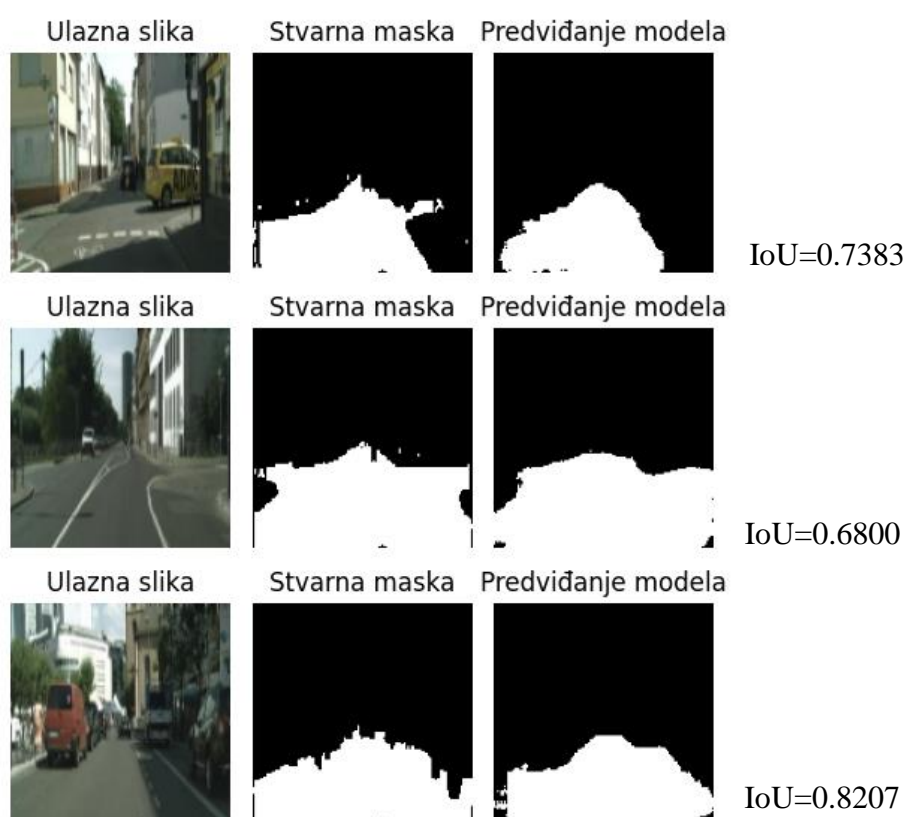 Ulazna slika Stvarna maska Predviđanje modela
IoU=0.7383
Ulazna slika Stvarna maska Predviđanje modela
IoU=0.6800
Ulazna slika Stvarna maska Predviđanje modela
IoU=0.8207